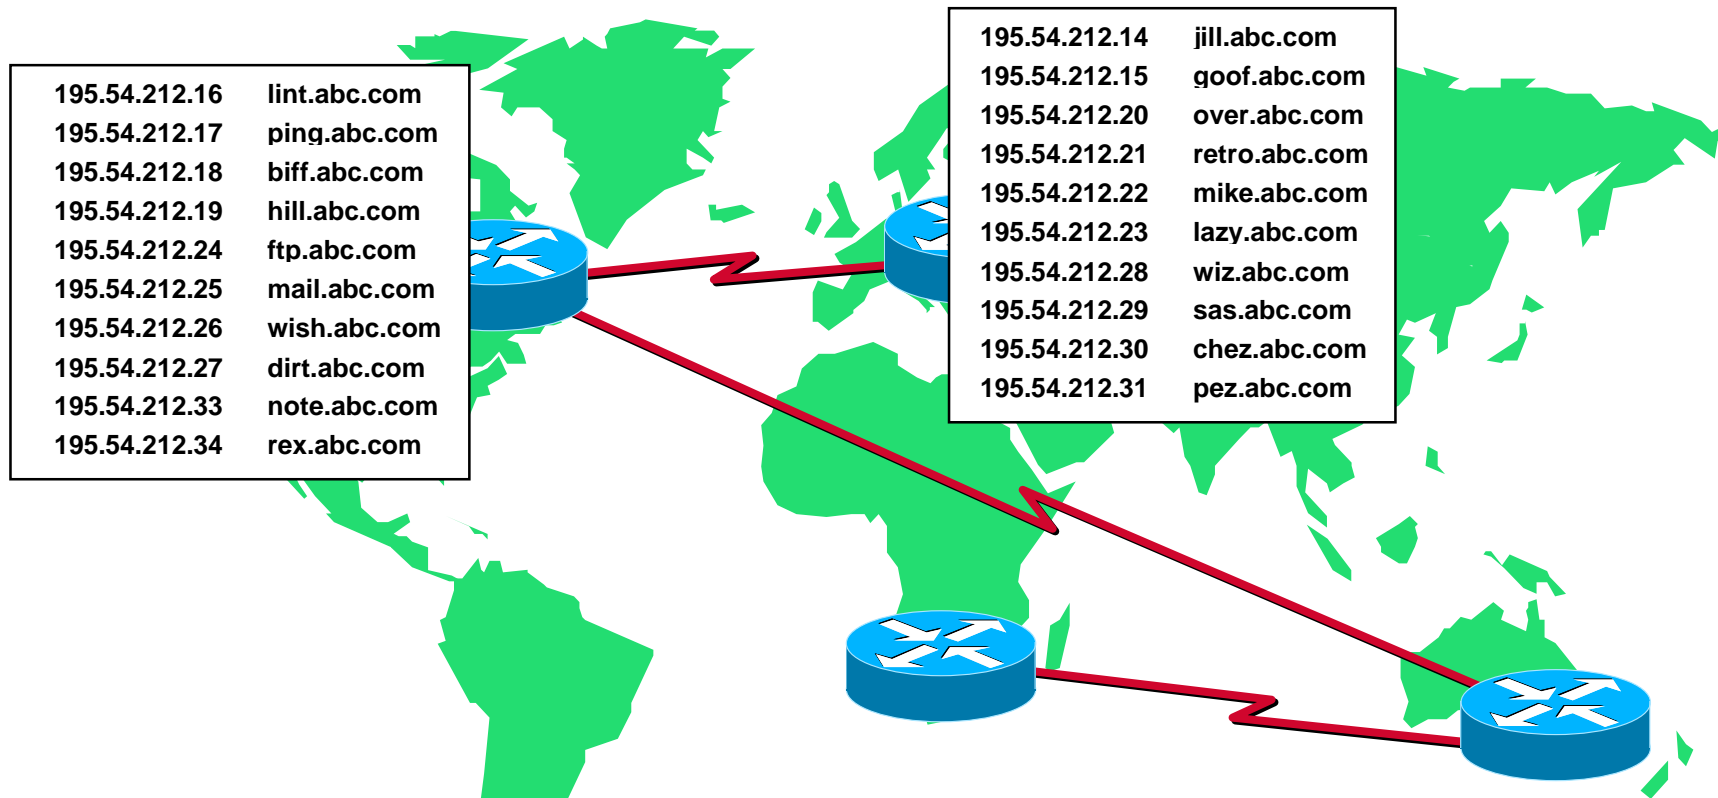 195.54.212.16 lint.abc.com
195.54.212.17 ping.abc.com
195.54.212.18 biff.abc.com
195.54.212.19 hill.abc.com
195.54.212.24 ftp.abc.com
195.54.212.25 mail.abc.com
195.54.212.26 wish.abc.com
195.54.212.27 dirt.abc.com
195.54.212.33 note.abc.com
195.54.212.34 rex.abc.com
195.54.212.14 jill.abc.com
195.54.212.15 goof.abc.com
195.54.212.20 over.abc.com
195.54.212.21 retro.abc.com
195.54.212.22 mike.abc.com
195.54.212.23 lazy.abc.com
195.54.212.28 wiz.abc.com
195.54.212.29 sas.abc.com
195.54.212.30 chez.abc.com
195.54.212.31 pez.abc.com